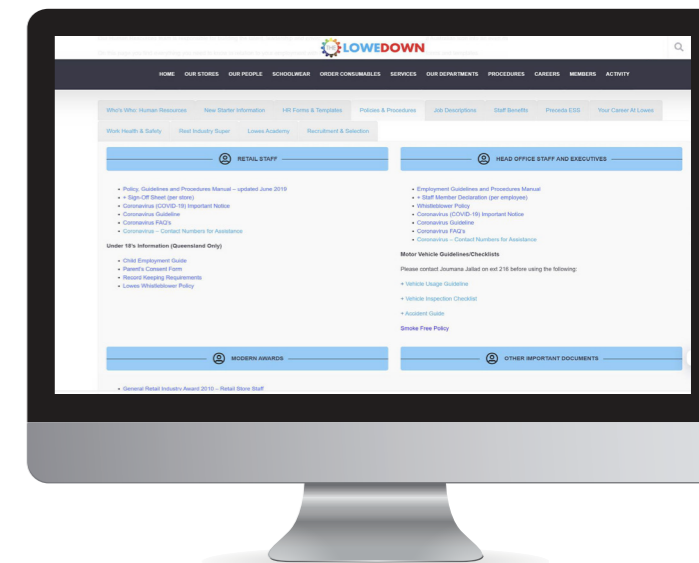 THE LOWEDOWN
HOME OUR STORES OUR PEOPLE SCHOOLWEAR ORDER CONSUMABLES SERVICES OUR DEPARTMENTS PROCEDURES CAREERS MEMBERS ACTIVITY
Who's Who: Human Resources New Starter Information HR Forms & Templates Policies & Procedures Job Descriptions Staff Benefits Preceda ESS Your Career At Lowes
Work Health & Safety Rest Industry Super Lowes Academy Recruitment & Selection
RETAIL STAFF
• Policy, Guidelines and Procedures Manual – updated June 2019
• + Sign-Off Sheet (per store)
• Coronavirus (COVID-19) Important Notice
• Coronavirus Guideline
• Coronavirus FAQ's
• Coronavirus – Contact Numbers for Assistance
Under 18's Information (Queensland Only)
• Child Employment Guide
• Parent's Consent Form
• Record Keeping Requirements
• Lowes Whistleblower Policy
HEAD OFFICE STAFF AND EXECUTIVES
• Employment Guidelines and Procedures Manual
• + Staff Member Declaration (per employee)
• Whistleblower Policy
• Coronavirus (COVID-19) Important Notice
• Coronavirus Guideline
• Coronavirus FAQ's
• Coronavirus – Contact Numbers for Assistance
Motor Vehicle Guidelines/Checklists
Please contact Joumana Jallad on ext 216 before using the following:
+ Vehicle Usage Guideline
+ Vehicle Inspection Checklist
+ Accident Guide
Smoke Free Policy
MODERN AWARDS
• General Retail Industry Award 2010 – Retail Store Staff
OTHER IMPORTANT DOCUMENTS